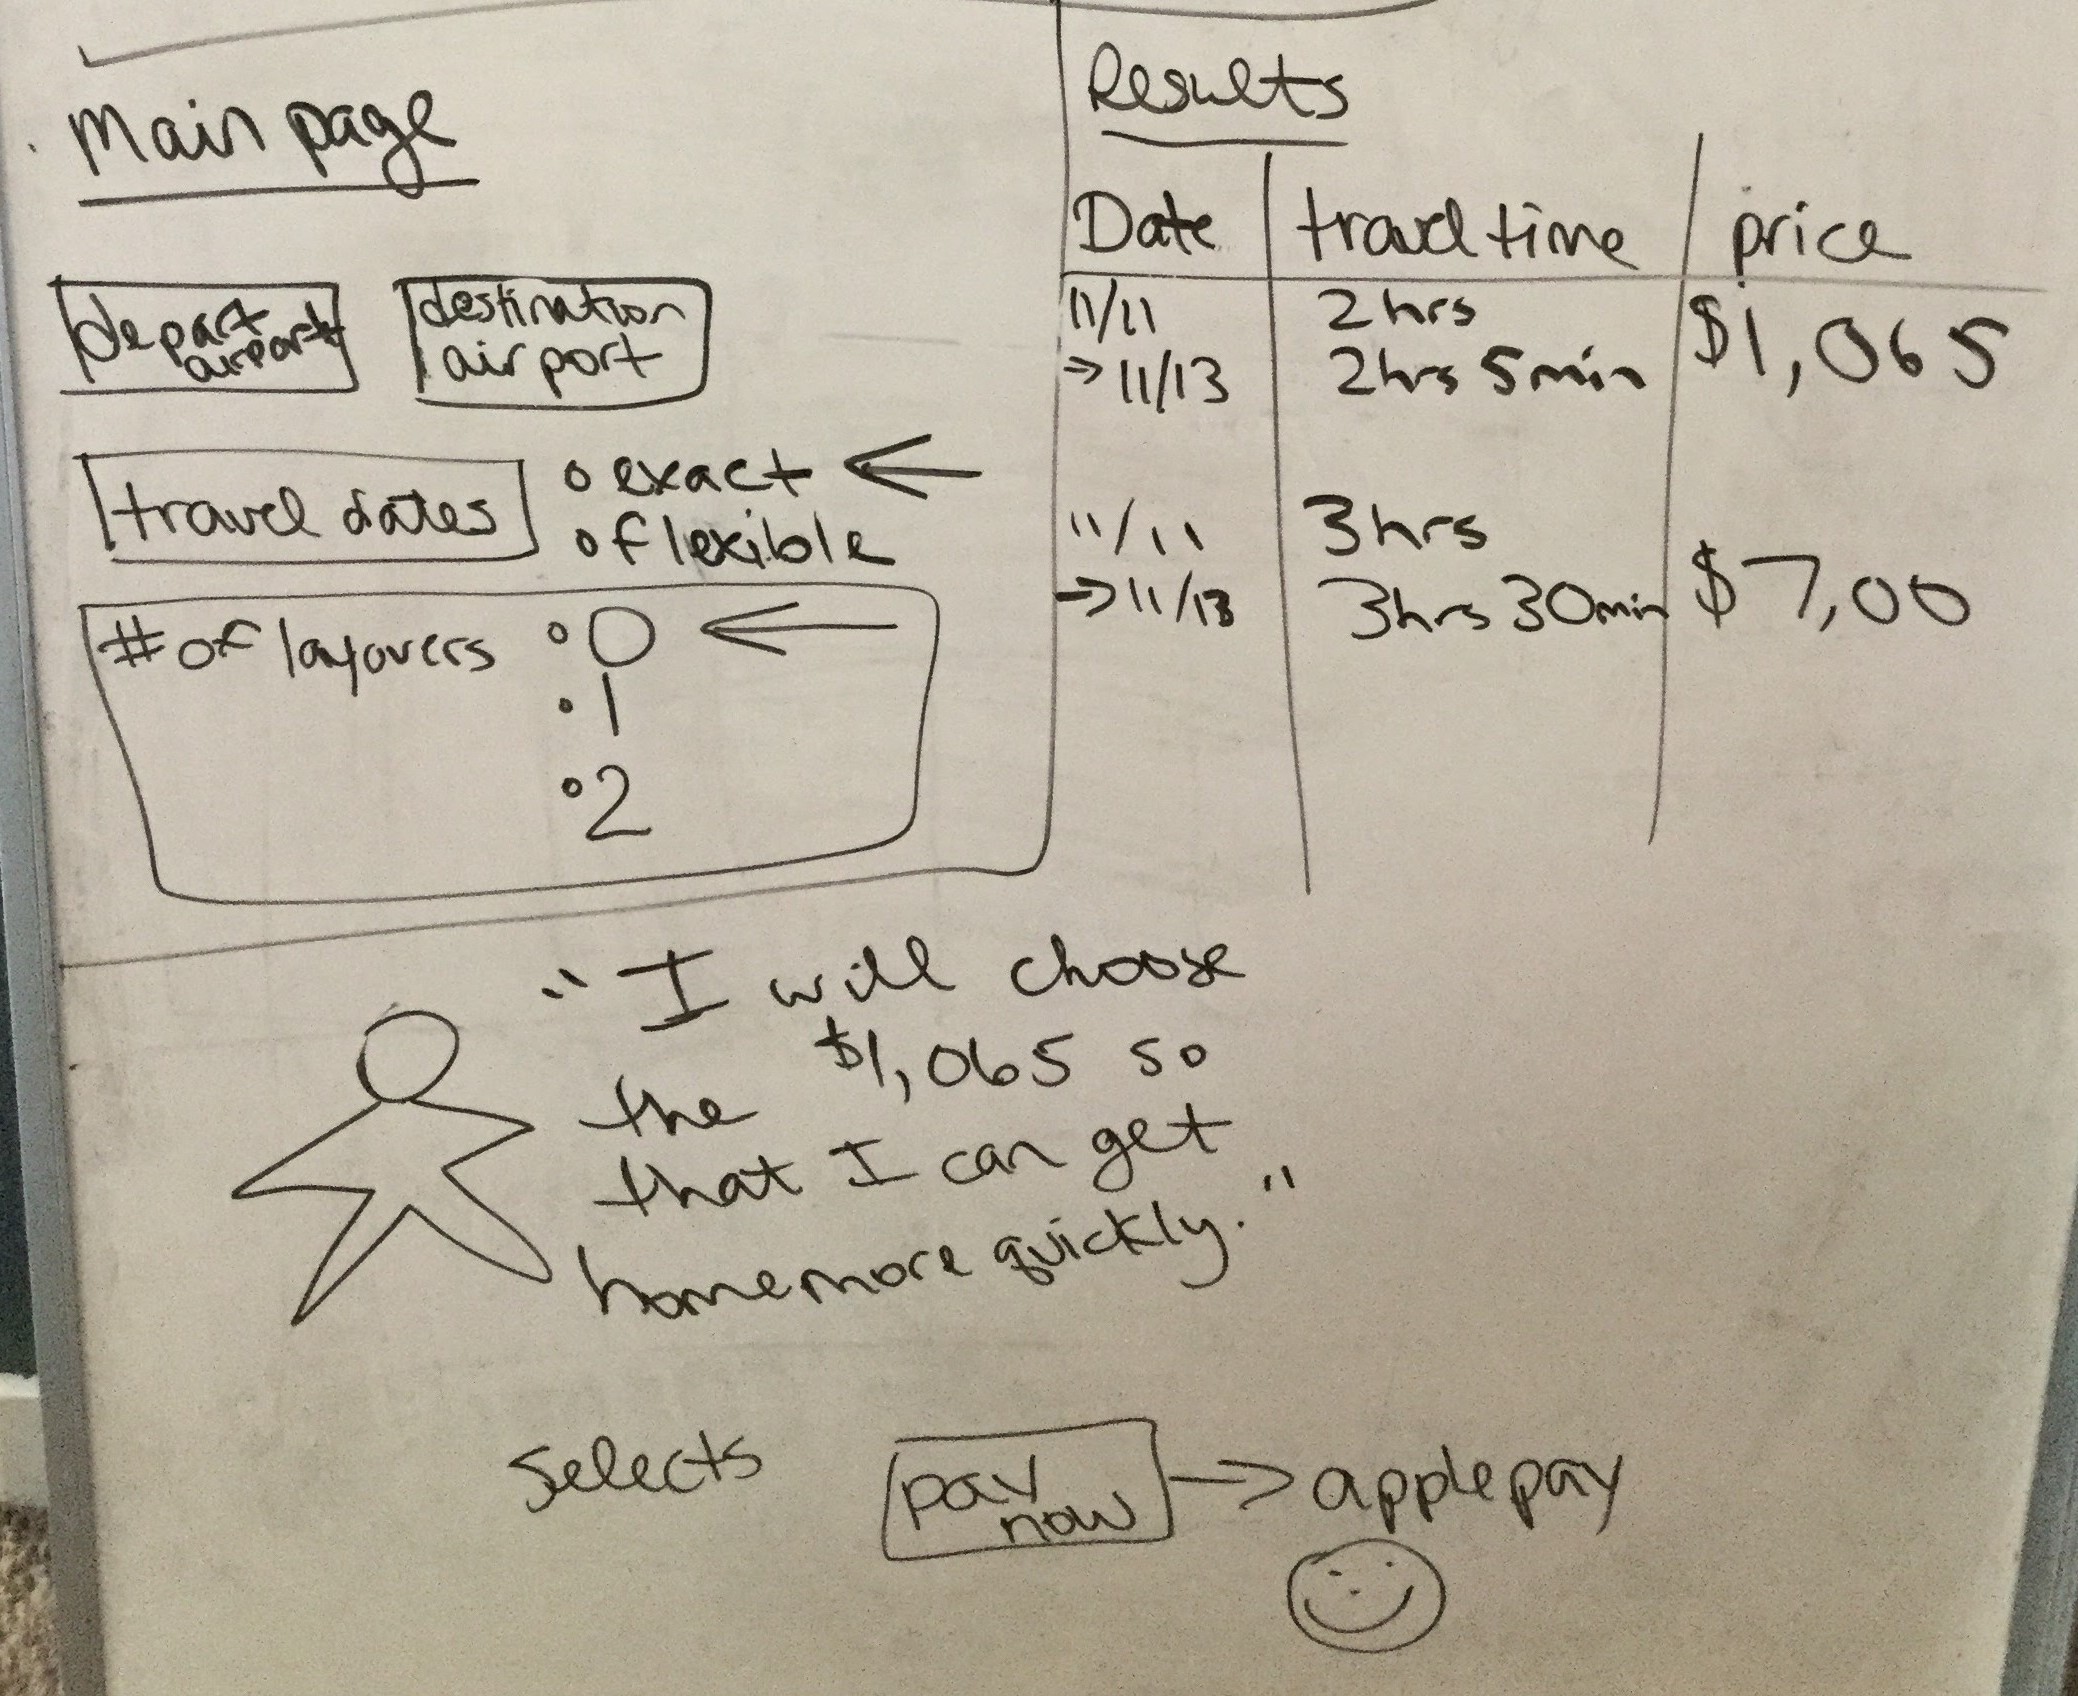 Main page
depart
airport
destination
airport
travel dates
exact
flexible
# of layovers
0
1
2
Results
Date travel time price
11/11 2hrs $1,065
→ 11/13 2hrs 5min
11/11 3hrs
→ 11/13 3hrs 30min $7,00
"I will choose
the $1,065 so
that I can get
home more quickly."
Selects
pay
now
→ apple pay